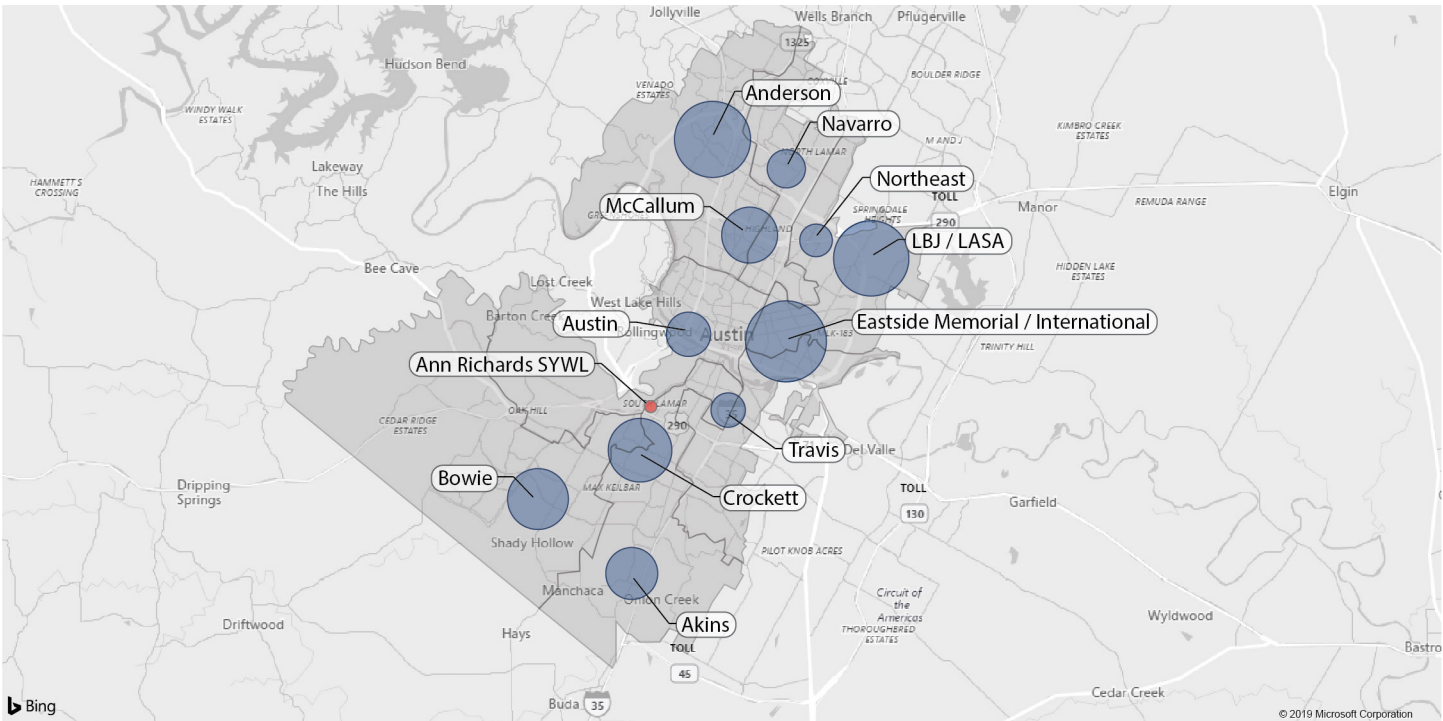 Jollyville
Wells Branch
Pflugerville
1325
Hudson Bend
BOULDER RIDGE
VENADO
ESTATES
Anderson
WINDY WALK
ESTATES
Navarro
KIMBRO CREEK
ESTATES
M AND J
Lakeway
The Hills
HAMMETT'S
CROSSING
Northeast
TOLL
290
Elgin
REMUDA RANGE
Manor
McCallum
SPRINGDALE
HEIGHTS
HIGHLAND
LBJ / LASA
Bee Cave
HIDDEN LAKE
ESTATES
Lost Creek
West Lake Hills
Barton Creek
Austin
Austin
Eastside Memorial / International
MLK-183
TRINITY HILL
Ann Richards SYWL
OAK HILL
290
CEDAR RIDGE
ESTATES
Travis
Del Valle
Bowie
MAX KEILBAR
Crockett
Dripping
Springs
TOLL
130
Garfield
Shady Hollow
PILOT KNOB ACRES
Manchaca
Onion Creek
Akins
Circuit of
the
Americas
THOROUGHBRED
ESTATES
Wyldwood
Driftwood
Hays
TOLL
45
Bastro
Buda
35
Cedar Creek
Bing
© 2019 Microsoft Corporation